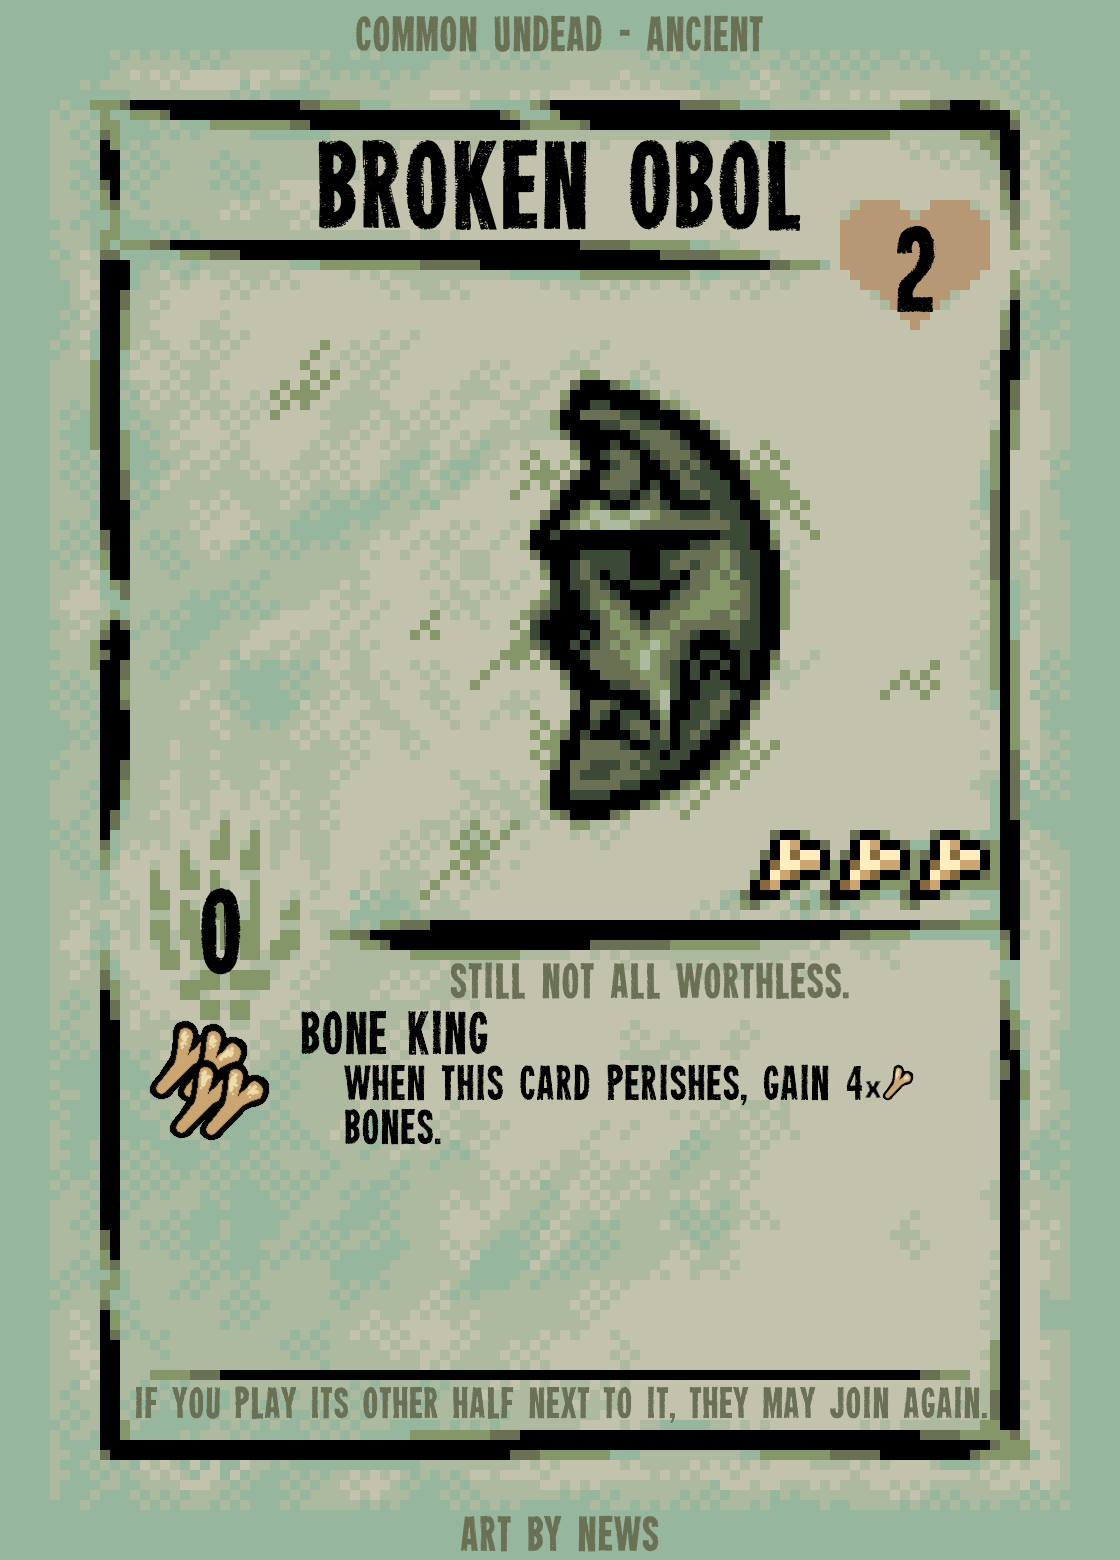 COMMON UNDEAD - ANCIENT
BROKEN OBOL
2
0
STILL NOT ALL WORTHLESS.
BONE KING
WHEN THIS CARD PERISHES, GAIN 4x
BONES.
IF YOU PLAY ITS OTHER HALF NEXT TO IT, THEY MAY JOIN AGAIN.
ART BY NEWS